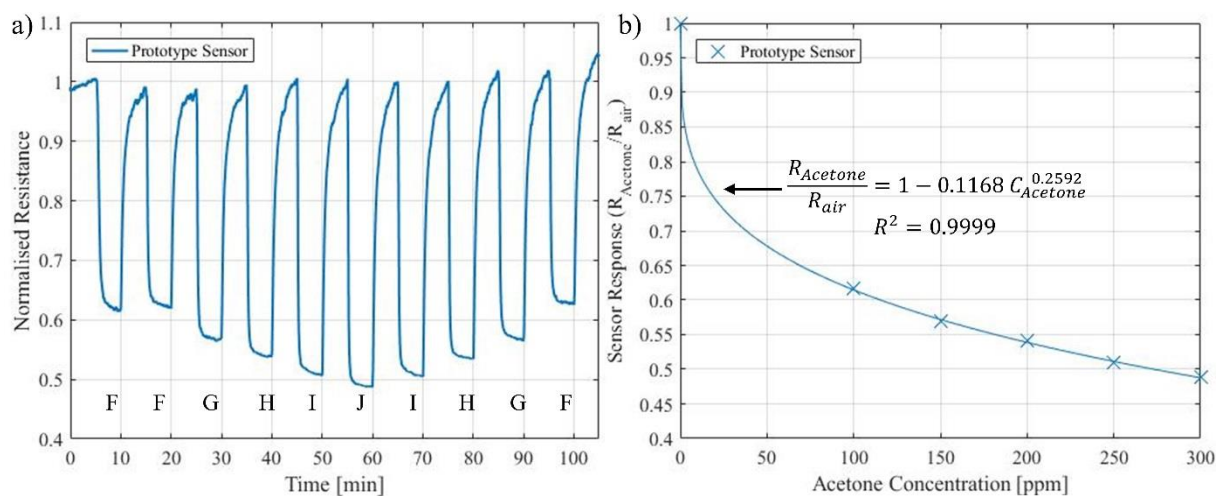 a)
1.1
1
0.9
0.8
0.7
0.6
0.5
0.4
Normalised Resistance
Prototype Sensor
F F G H I J I H G F
0 10 20 30 40 50 60 70 80 90 100
Time [min]
b)
1
0.95
0.9
0.85
0.8
0.75
0.7
0.65
0.6
0.55
0.5
0.45
0.4
Sensor Response (R_Acetone/R_air)
Prototype Sensor
R_Acetone/R_air = 1 − 0.1168 C_Acetone^0.2592
R² = 0.9999
0 50 100 150 200 250 300
Acetone Concentration [ppm]